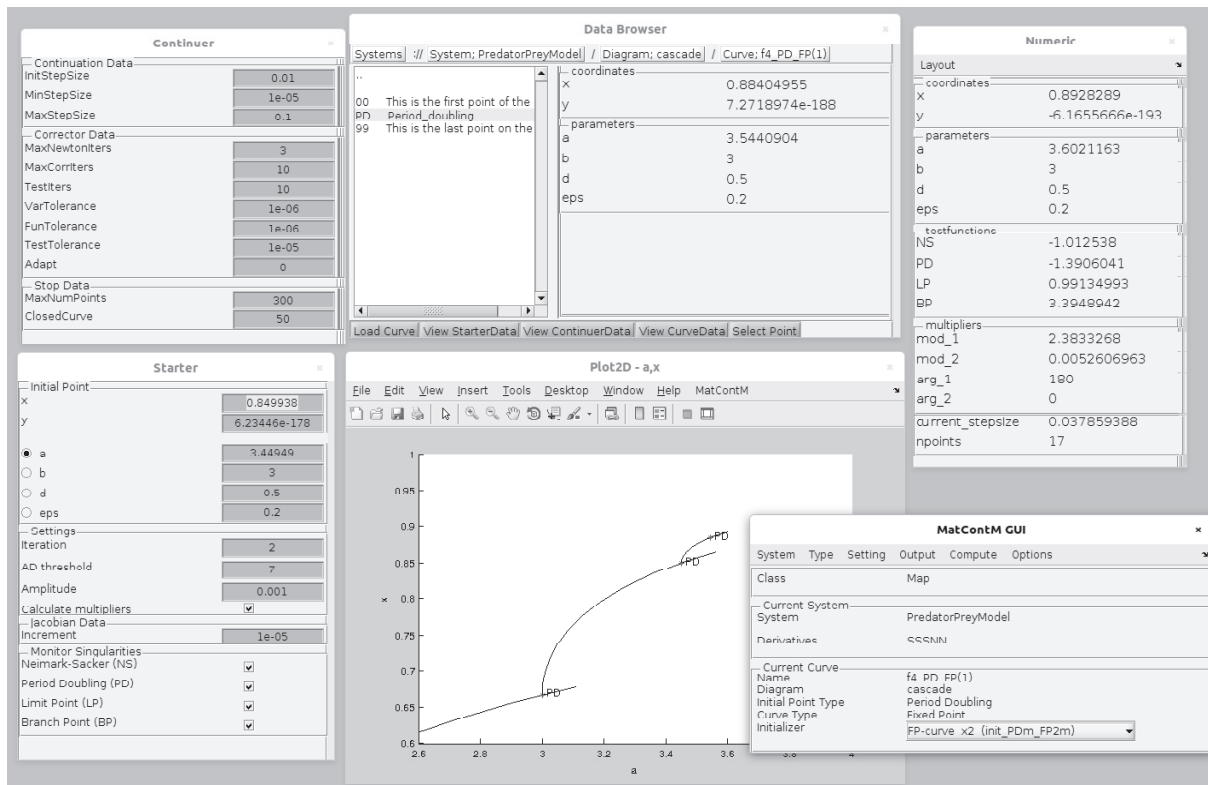 Continuer
Continuation Data
InitStepSize 0.01
MinStepSize 1e-05
MaxStepSize 0.1
Corrector Data
MaxNewtonIters 3
MaxCorrIters 10
TestIters 10
VarTolerance 1e-06
FunTolerance 1e-06
TestTolerance 1e-05
Adapt 0
Stop Data
MaxNumPoints 300
ClosedCurve 50
Data Browser
Systems :// System; PredatorPreyModel / Diagram; cascade / Curve; f4_PD_FP(1)
..
00 This is the first point of the
PD Period_doubling
99 This is the last point on the
coordinates
x 0.88404955
y 7.2718974e-188
parameters
a 3.5440904
b 3
d 0.5
eps 0.2
Load Curve View StarterData View ContinuerData View CurveData Select Point
Numeric
Layout
coordinates
x 0.8928289
y -6.1655666e-193
parameters
a 3.6021163
b 3
d 0.5
eps 0.2
testfunctions
NS -1.012538
PD -1.3906041
LP 0.99134993
BP 3.3948942
multipliers
mod_1 2.3833268
mod_2 0.0052606963
arg_1 180
arg_2 0
current_stepsize 0.037859388
npoints 17
Starter
Initial Point
x 0.849938
y 6.23446e-178
a 3.44949
b 3
d 0.5
eps 0.2
Settings
Iteration 2
AD threshold 7
Amplitude 0.001
Calculate multipliers
Jacobian Data
Increment 1e-05
Monitor Singularities
Neimark-Sacker (NS)
Period Doubling (PD)
Limit Point (LP)
Branch Point (BP)
Plot2D - a,x
File Edit View Insert Tools Desktop Window Help MatContM
1
0.95
0.9
0.85
0.8
0.75
0.7
0.65
0.6
x
PD
PD
PD
2.6 2.8 3 3.2 3.4 3.6 3.8 4
a
MatContM GUI
System Type Setting Output Compute Options
Class Map
Current System
System PredatorPreyModel
Derivatives SSSNN
Current Curve
Name f4_PD_FP(1)
Diagram cascade
Initial Point Type Period Doubling
Curve Type Fixed Point
Initializer FP-curve x2 (init_PDm_FP2m)